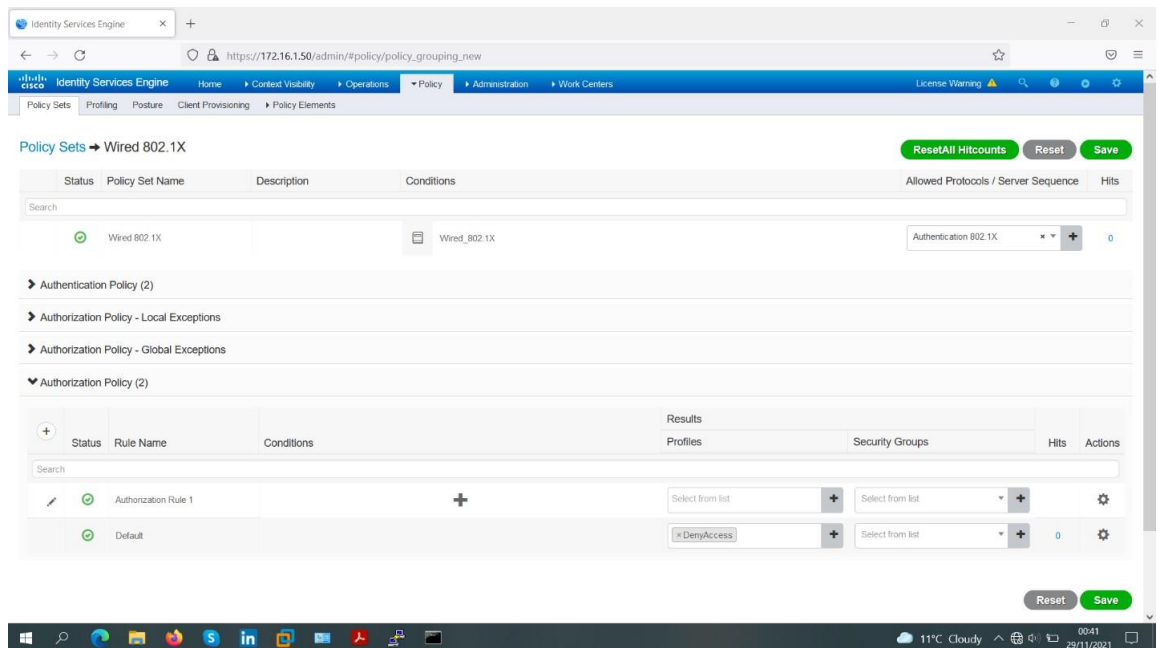 Identity Services Engine
https://172.16.1.50/admin/#policy/policy_grouping_new
cisco Identity Services Engine Home Context Visibility Operations Policy Administration Work Centers License Warning
Policy Sets Profiling Posture Client Provisioning Policy Elements
Policy Sets → Wired 802.1X ResetAll Hitcounts Reset Save
Status Policy Set Name Description Conditions Allowed Protocols / Server Sequence Hits
Search
Wired 802.1X Wired_802.1X Authentication 802.1X × + 0
Authentication Policy (2)
Authorization Policy - Local Exceptions
Authorization Policy - Global Exceptions
Authorization Policy (2)
Results
+ Status Rule Name Conditions Profiles Security Groups Hits Actions
Search
Authorization Rule 1 + Select from list + Select from list +
Default × DenyAccess + Select from list + 0
Reset Save
11°C Cloudy 00:41
29/11/2021